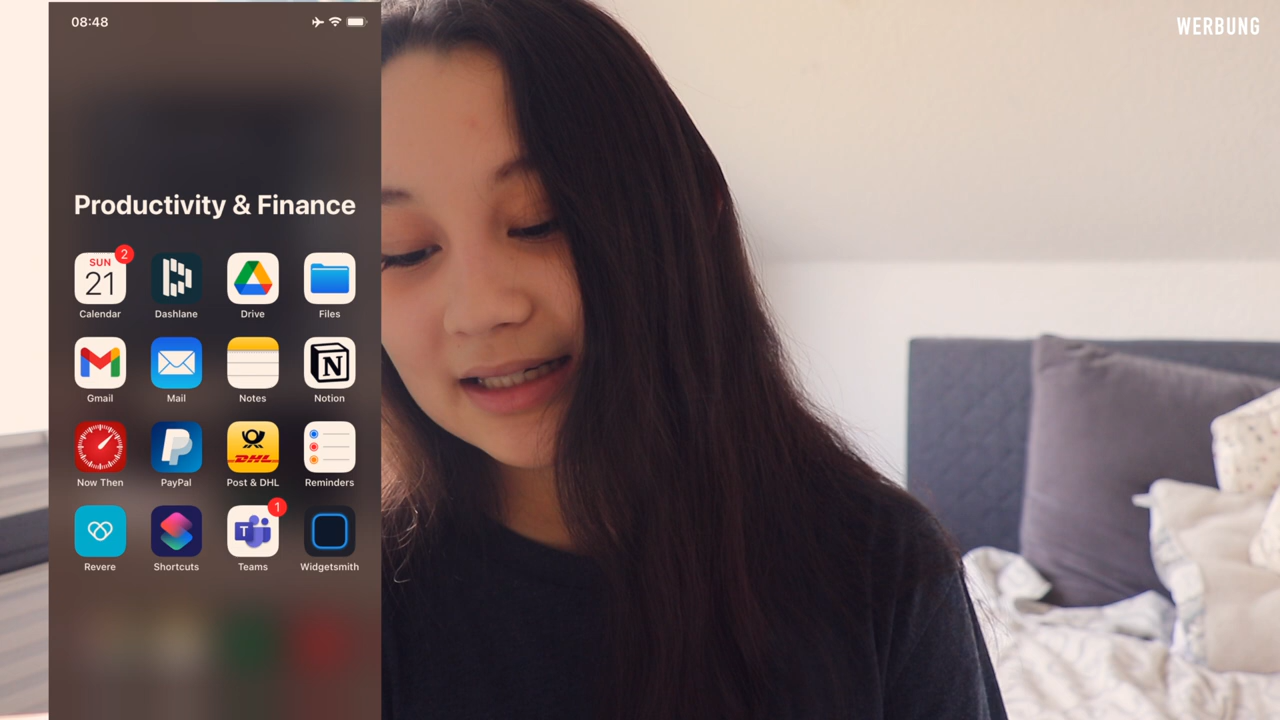 08:48
WERBUNG
Productivity & Finance
2
SUN
21
Calendar
Dashlane
Drive
Files
Gmail
Mail
Notes
N
Notion
Now Then
PayPal
DHL
Post & DHL
Reminders
Revere
Shortcuts
1
T
Teams
Widgetsmith